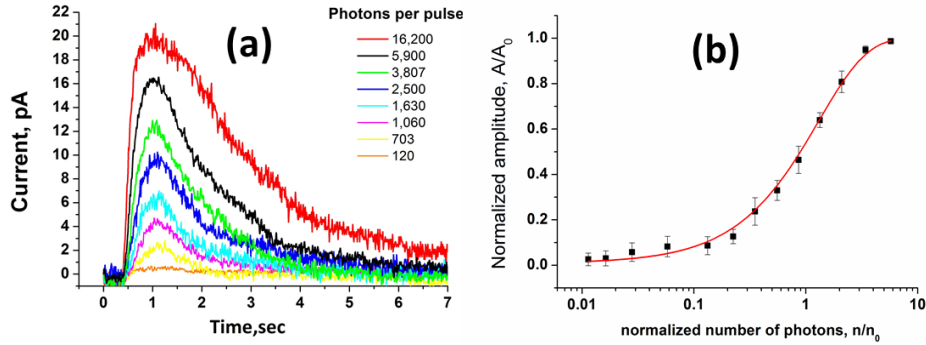 (a)
Photons per pulse
16,200
5,900
3,807
2,500
1,630
1,060
703
120
Current, pA
22
20
18
16
14
12
10
8
6
4
2
0
0 1 2 3 4 5 6 7
Time,sec
(b)
Normalized amplitude, A/A0
1.0
0.8
0.6
0.4
0.2
0.0
0.01 0.1 1 10
normalized number of photons, n/n0